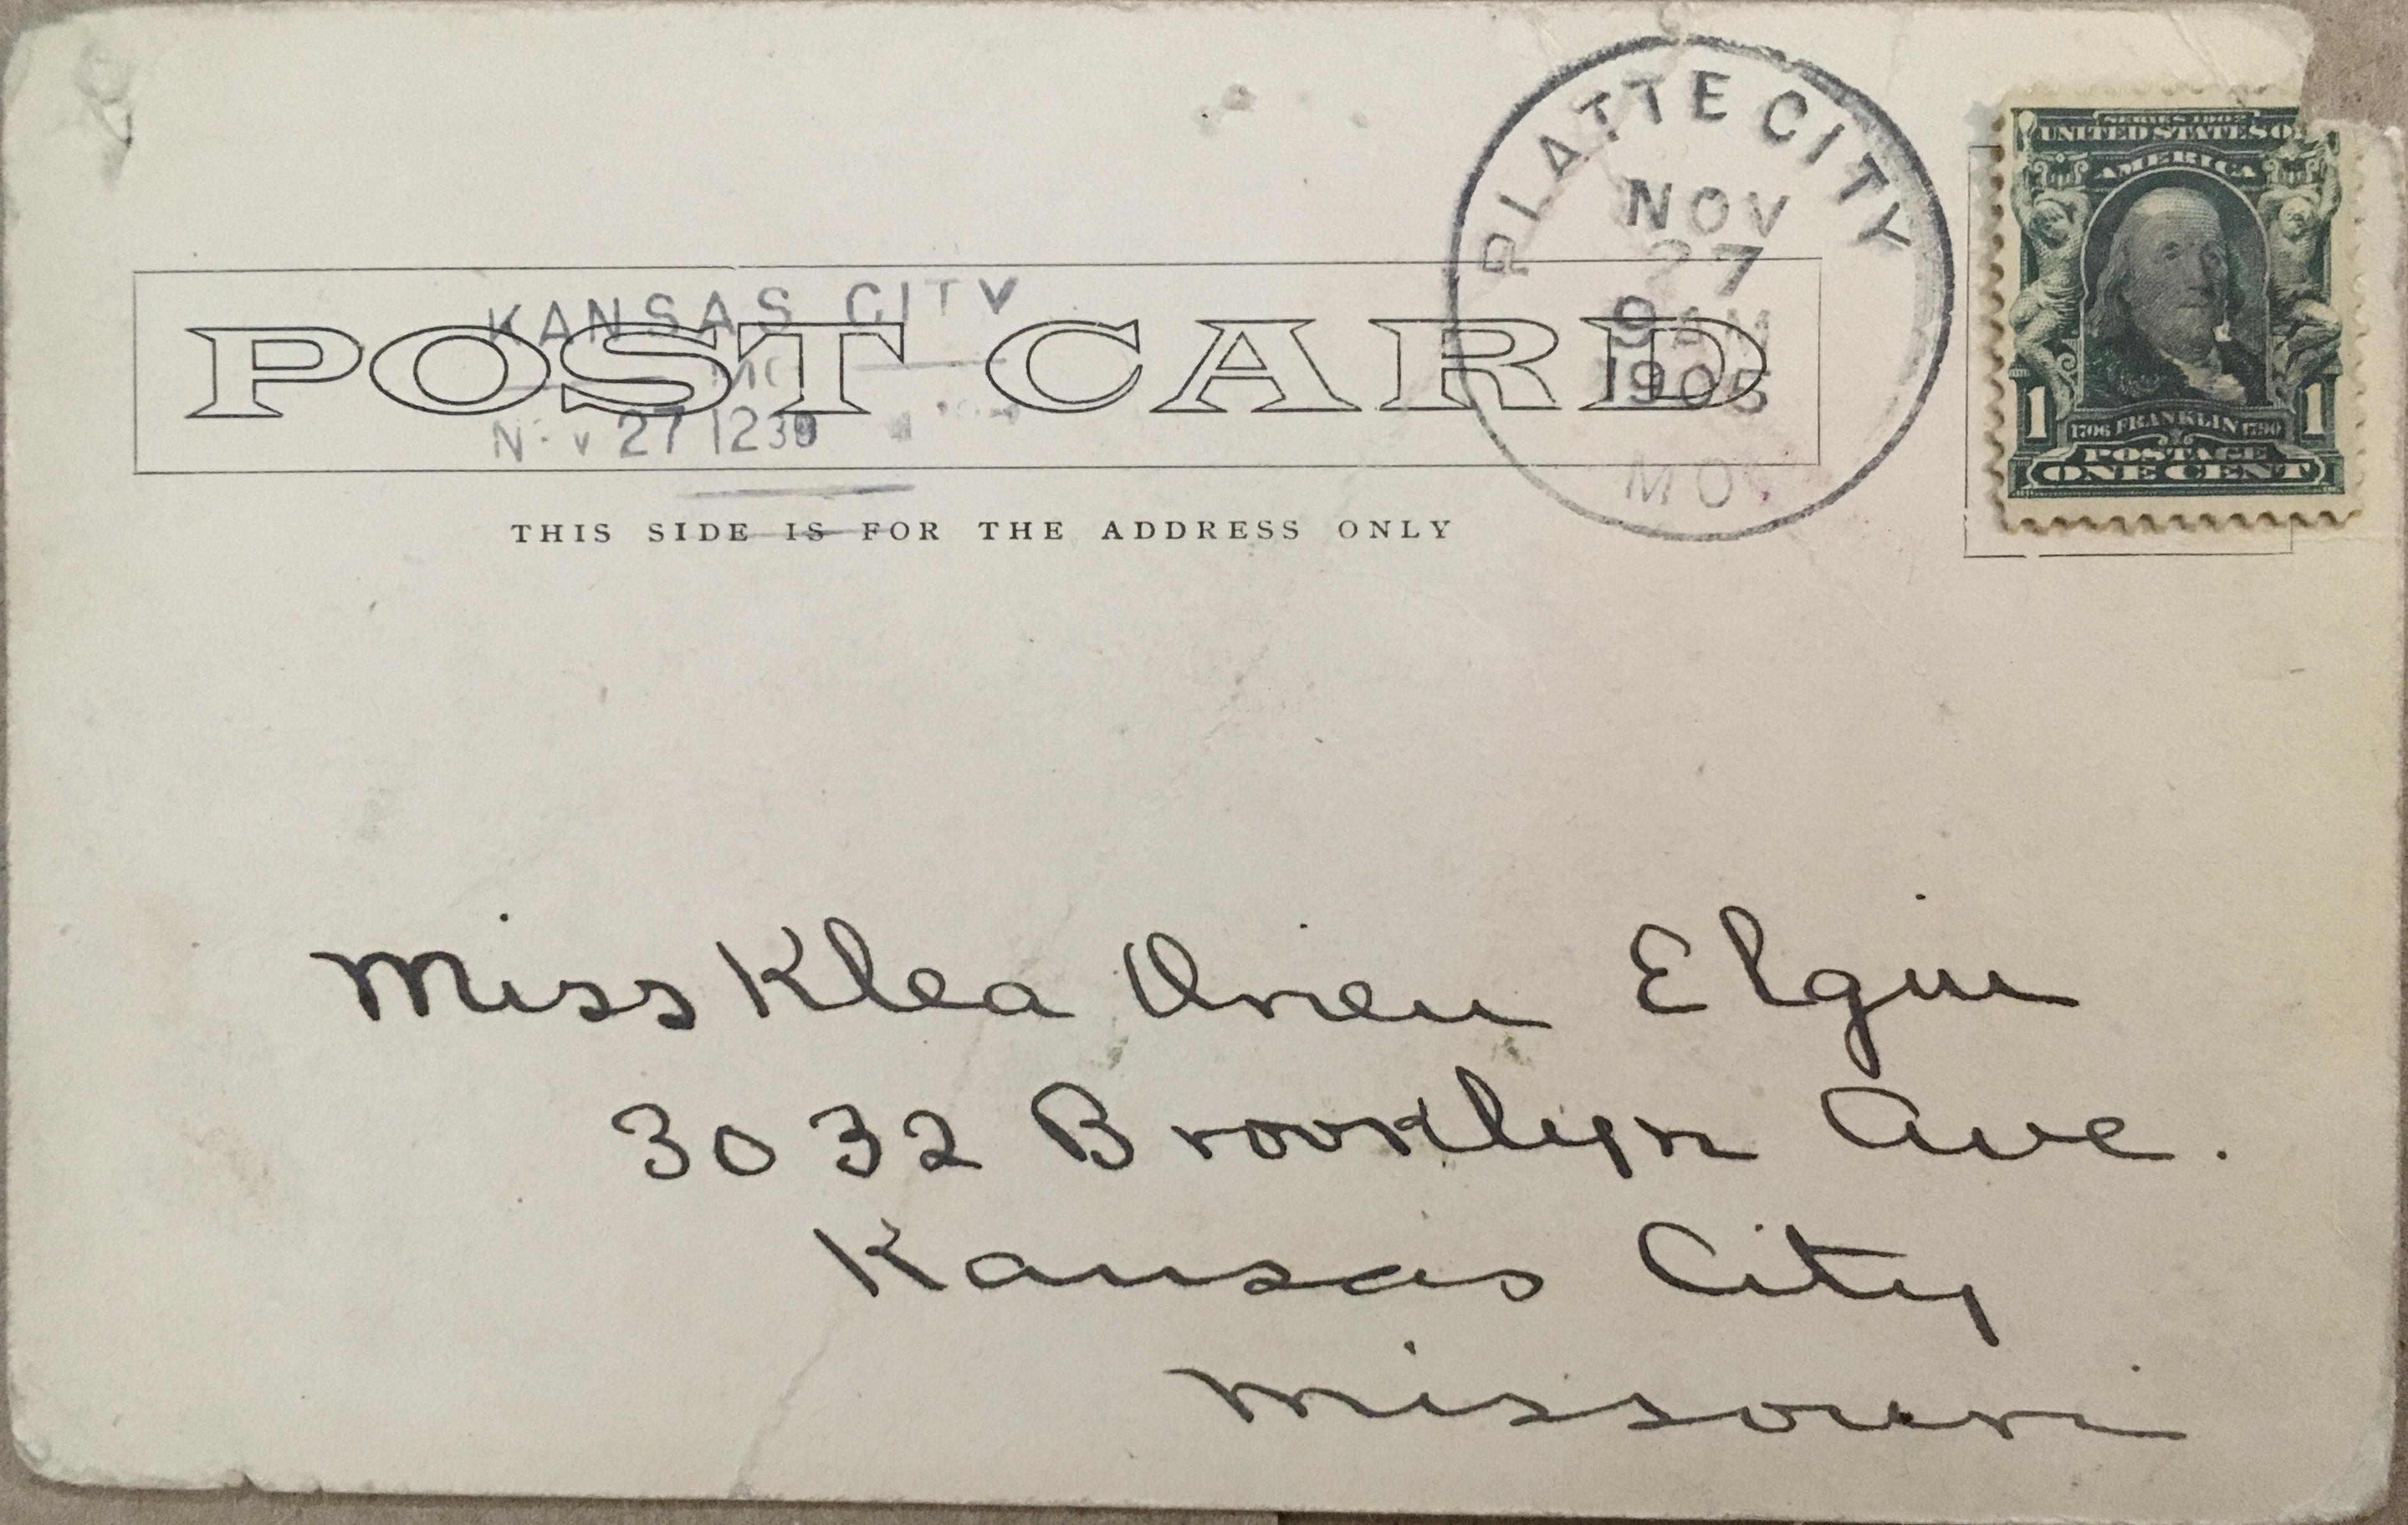 PLATTE CITY
NOV
27
9 AM
1905
MO.
SERIES 1902
UNITED STATES OF
AMERICA
1 1
1706 FRANKLIN 1790
POSTAGE
ONE CENT
KANSAS CITY
MO
POST CARD
27 1230
THIS SIDE IS FOR THE ADDRESS ONLY
Miss Klea Orien Elgin
3032 Brooklyn Ave.
Kansas City
Missouri